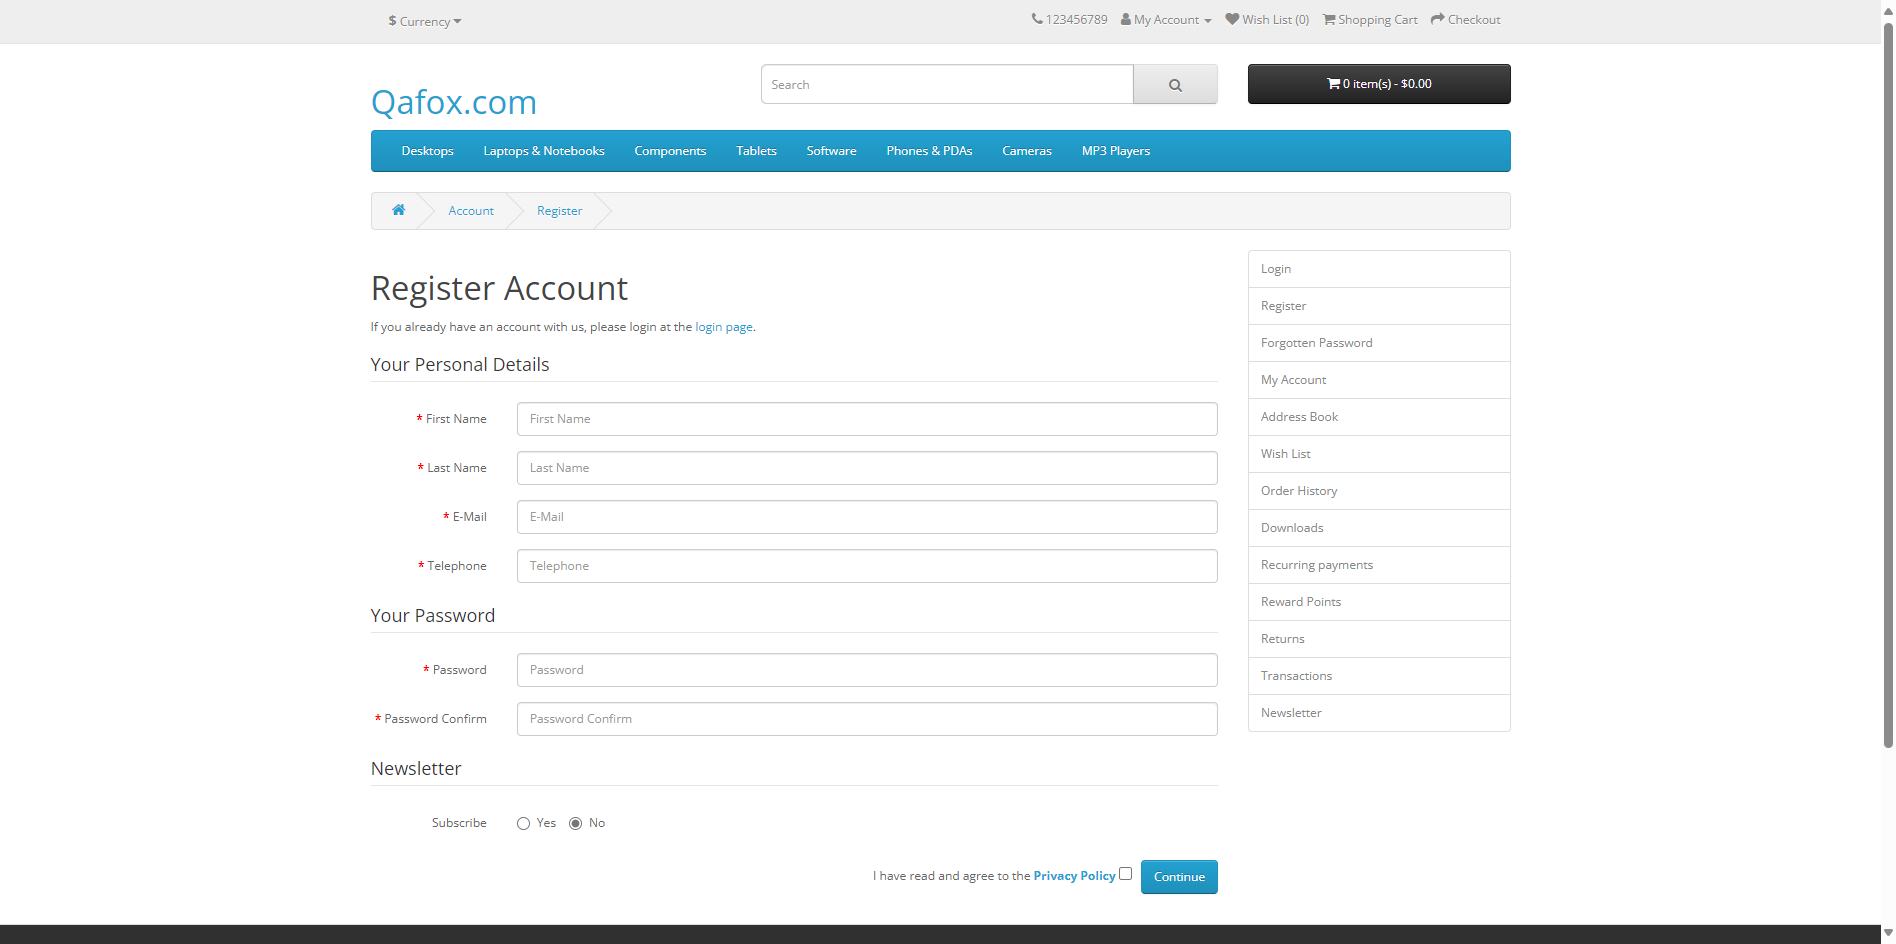 $ Currency
123456789 My Account Wish List (0) Shopping Cart Checkout
Qafox.com
Search
0 item(s) - $0.00
Desktops Laptops & Notebooks Components Tablets Software Phones & PDAs Cameras MP3 Players
Account Register
Register Account
If you already have an account with us, please login at the login page.
Your Personal Details
* First Name First Name
* Last Name Last Name
* E-Mail E-Mail
* Telephone Telephone
Your Password
* Password Password
* Password Confirm Password Confirm
Newsletter
Subscribe Yes No
I have read and agree to the Privacy Policy Continue
Login
Register
Forgotten Password
My Account
Address Book
Wish List
Order History
Downloads
Recurring payments
Reward Points
Returns
Transactions
Newsletter